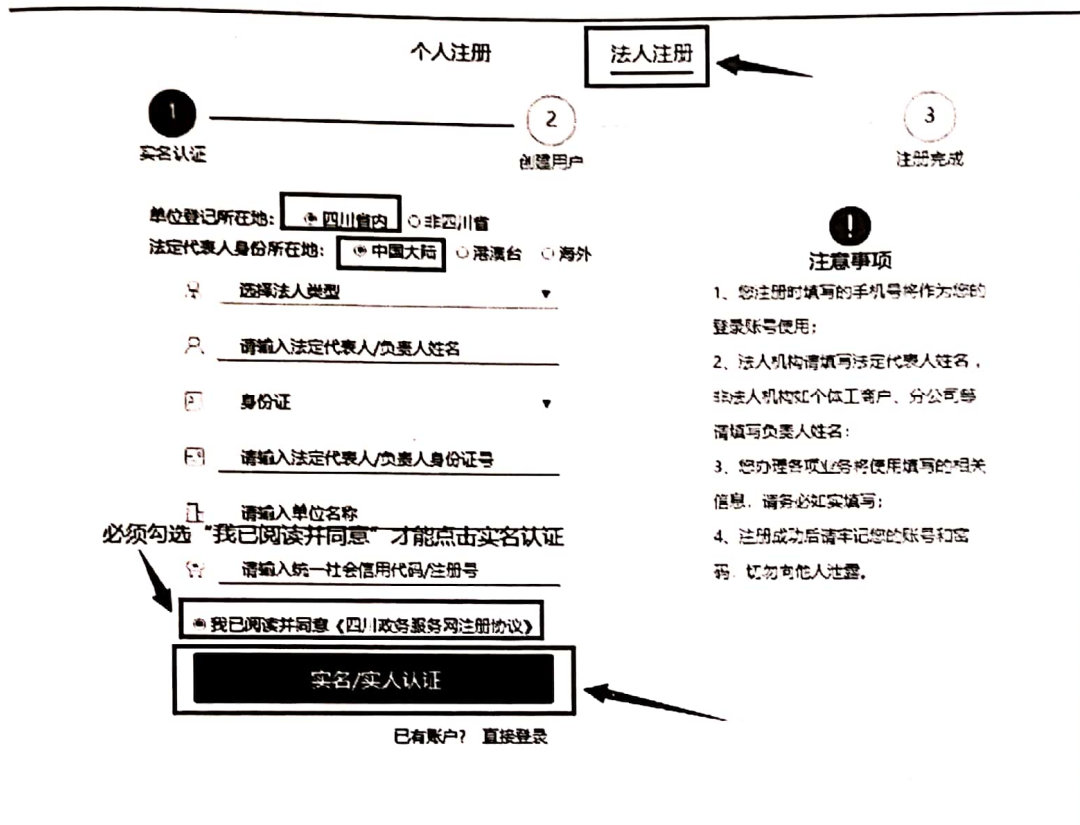 个人注册 法人注册
1 2 3
实名认证 创建用户 注册完成
单位登记所在地: 四川省内 非四川省
法定代表人身份所在地: 中国大陆 港澳台 海外
选择法人类型
请输入法定代表人/负责人姓名
身份证
请输入法定代表人/负责人身份证号
请输入单位名称
必须勾选“我已阅读并同意”才能点击实名认证
请输入统一社会信用代码/注册号
我已阅读并同意《四川政务服务网注册协议》
实名/实人认证
已有账户? 直接登录
!
注意事项
1、您注册时填写的手机号将作为您的
登录账号使用;
2、法人机构请填写法定代表人姓名,
非法人机构如个体工商户、分公司等
请填写负责人姓名;
3、您办理各项业务将使用填写的相关
信息,请务必如实填写;
4、注册成功后请牢记您的账号和密
码,切勿向他人泄露。